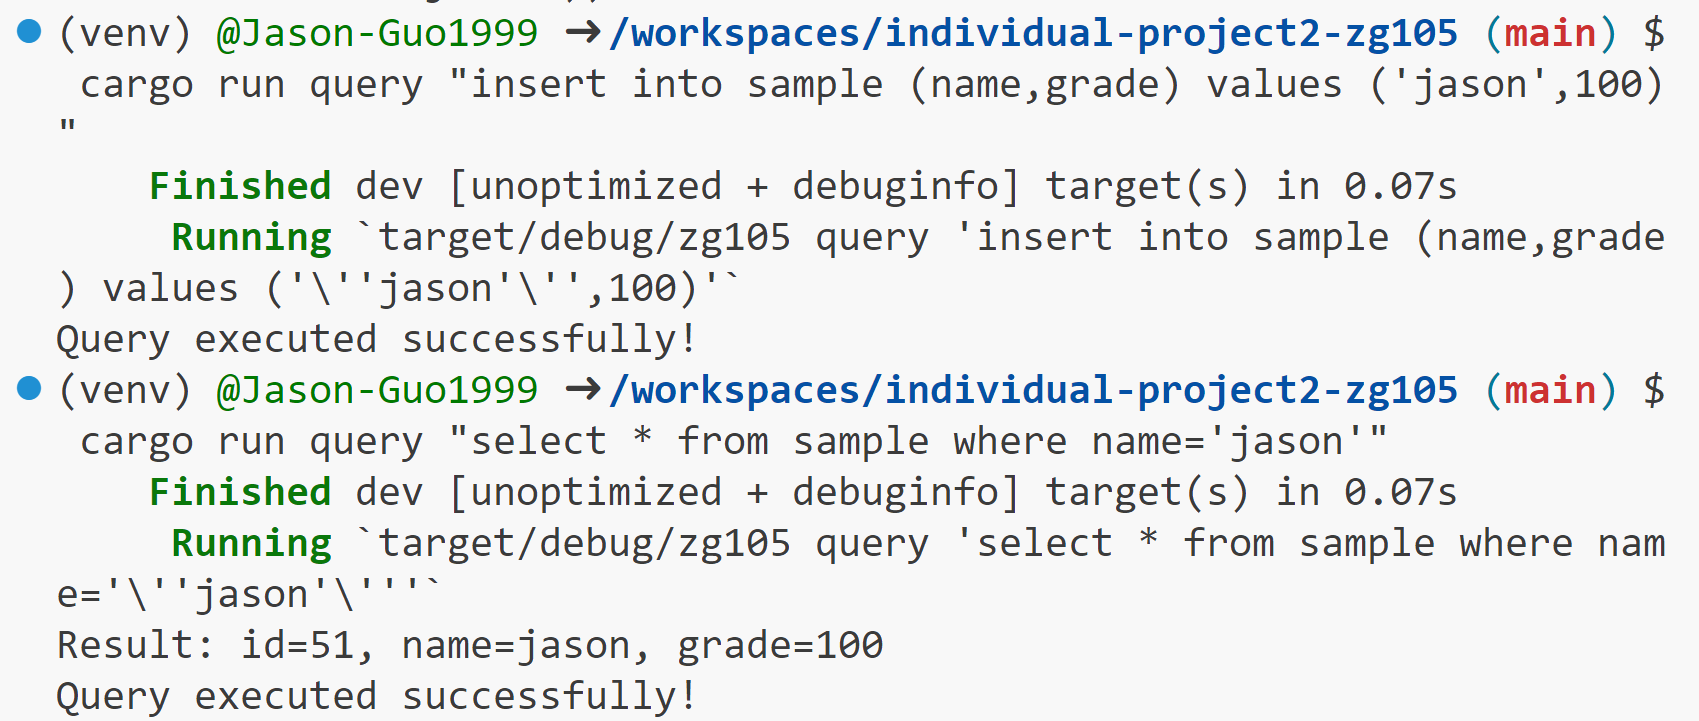 (venv) @Jason-Guo1999 ➜/workspaces/individual-project2-zg105 (main) $
cargo run query "insert into sample (name,grade) values ('jason',100)
"
Finished dev [unoptimized + debuginfo] target(s) in 0.07s
Running `target/debug/zg105 query 'insert into sample (name,grade
) values ('\''jason'\'',100)'`
Query executed successfully!
(venv) @Jason-Guo1999 ➜/workspaces/individual-project2-zg105 (main) $
cargo run query "select * from sample where name='jason'"
Finished dev [unoptimized + debuginfo] target(s) in 0.07s
Running `target/debug/zg105 query 'select * from sample where nam
e='\''jason'\'''`
Result: id=51, name=jason, grade=100
Query executed successfully!